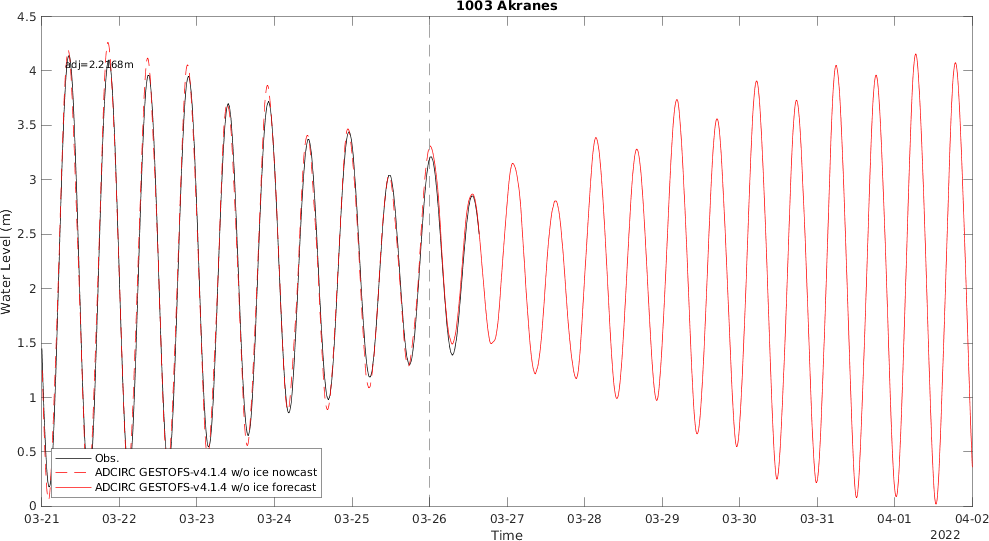 1003 Akranes
4.5
4
3.5
3
2.5
2
1.5
1
0.5
0
Water Level (m)
adj=2.2168m
Obs.
ADCIRC GESTOFS-v4.1.4 w/o ice nowcast
ADCIRC GESTOFS-v4.1.4 w/o ice forecast
03-21 03-22 03-23 03-24 03-25 03-26 03-27 03-28 03-29 03-30 03-31 04-01 04-02
Time
2022